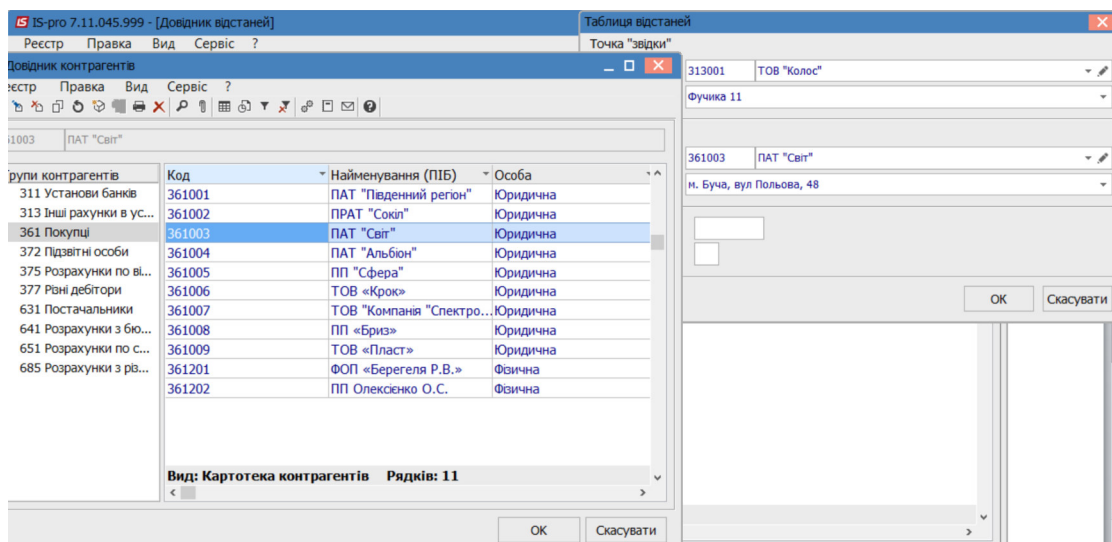 IS-pro 7.11.045.999 - [Довідник відстаней]
Реєстр Правка Вид Сервіс ?
Таблиця відстаней
Точка "звідки"
313001 ТОВ "Колос"
Фучика 11
361003 ПАТ "Світ"
м. Буча, вул Польова, 48
ОК Скасувати
Довідник контрагентів
еєстр Правка Вид Сервіс ?
61003 ПАТ "Світ"
рупи контрагентів
311 Установи банків
313 Інші рахунки в ус...
361 Покупці
372 Підзвітні особи
375 Розрахунки по ві...
377 Різні дебітори
631 Постачальники
641 Розрахунки з бю...
651 Розрахунки по с...
685 Розрахунки з різ...
Код Найменування (ПІБ) Особа
361001 ПАТ "Південний регіон" Юридична
361002 ПРАТ "Сокіл" Юридична
361003 ПАТ "Світ" Юридична
361004 ПАТ "Альбіон" Юридична
361005 ПП "Сфера" Юридична
361006 ТОВ «Крок» Юридична
361007 ТОВ "Компанія "Спектро... Юридична
361008 ПП «Бриз» Юридична
361009 ТОВ «Пласт» Юридична
361201 ФОП «Берегеля Р.В.» Фізична
361202 ПП Олексієнко О.С. Фізична
Вид: Картотека контрагентів Рядків: 11
ОК Скасувати